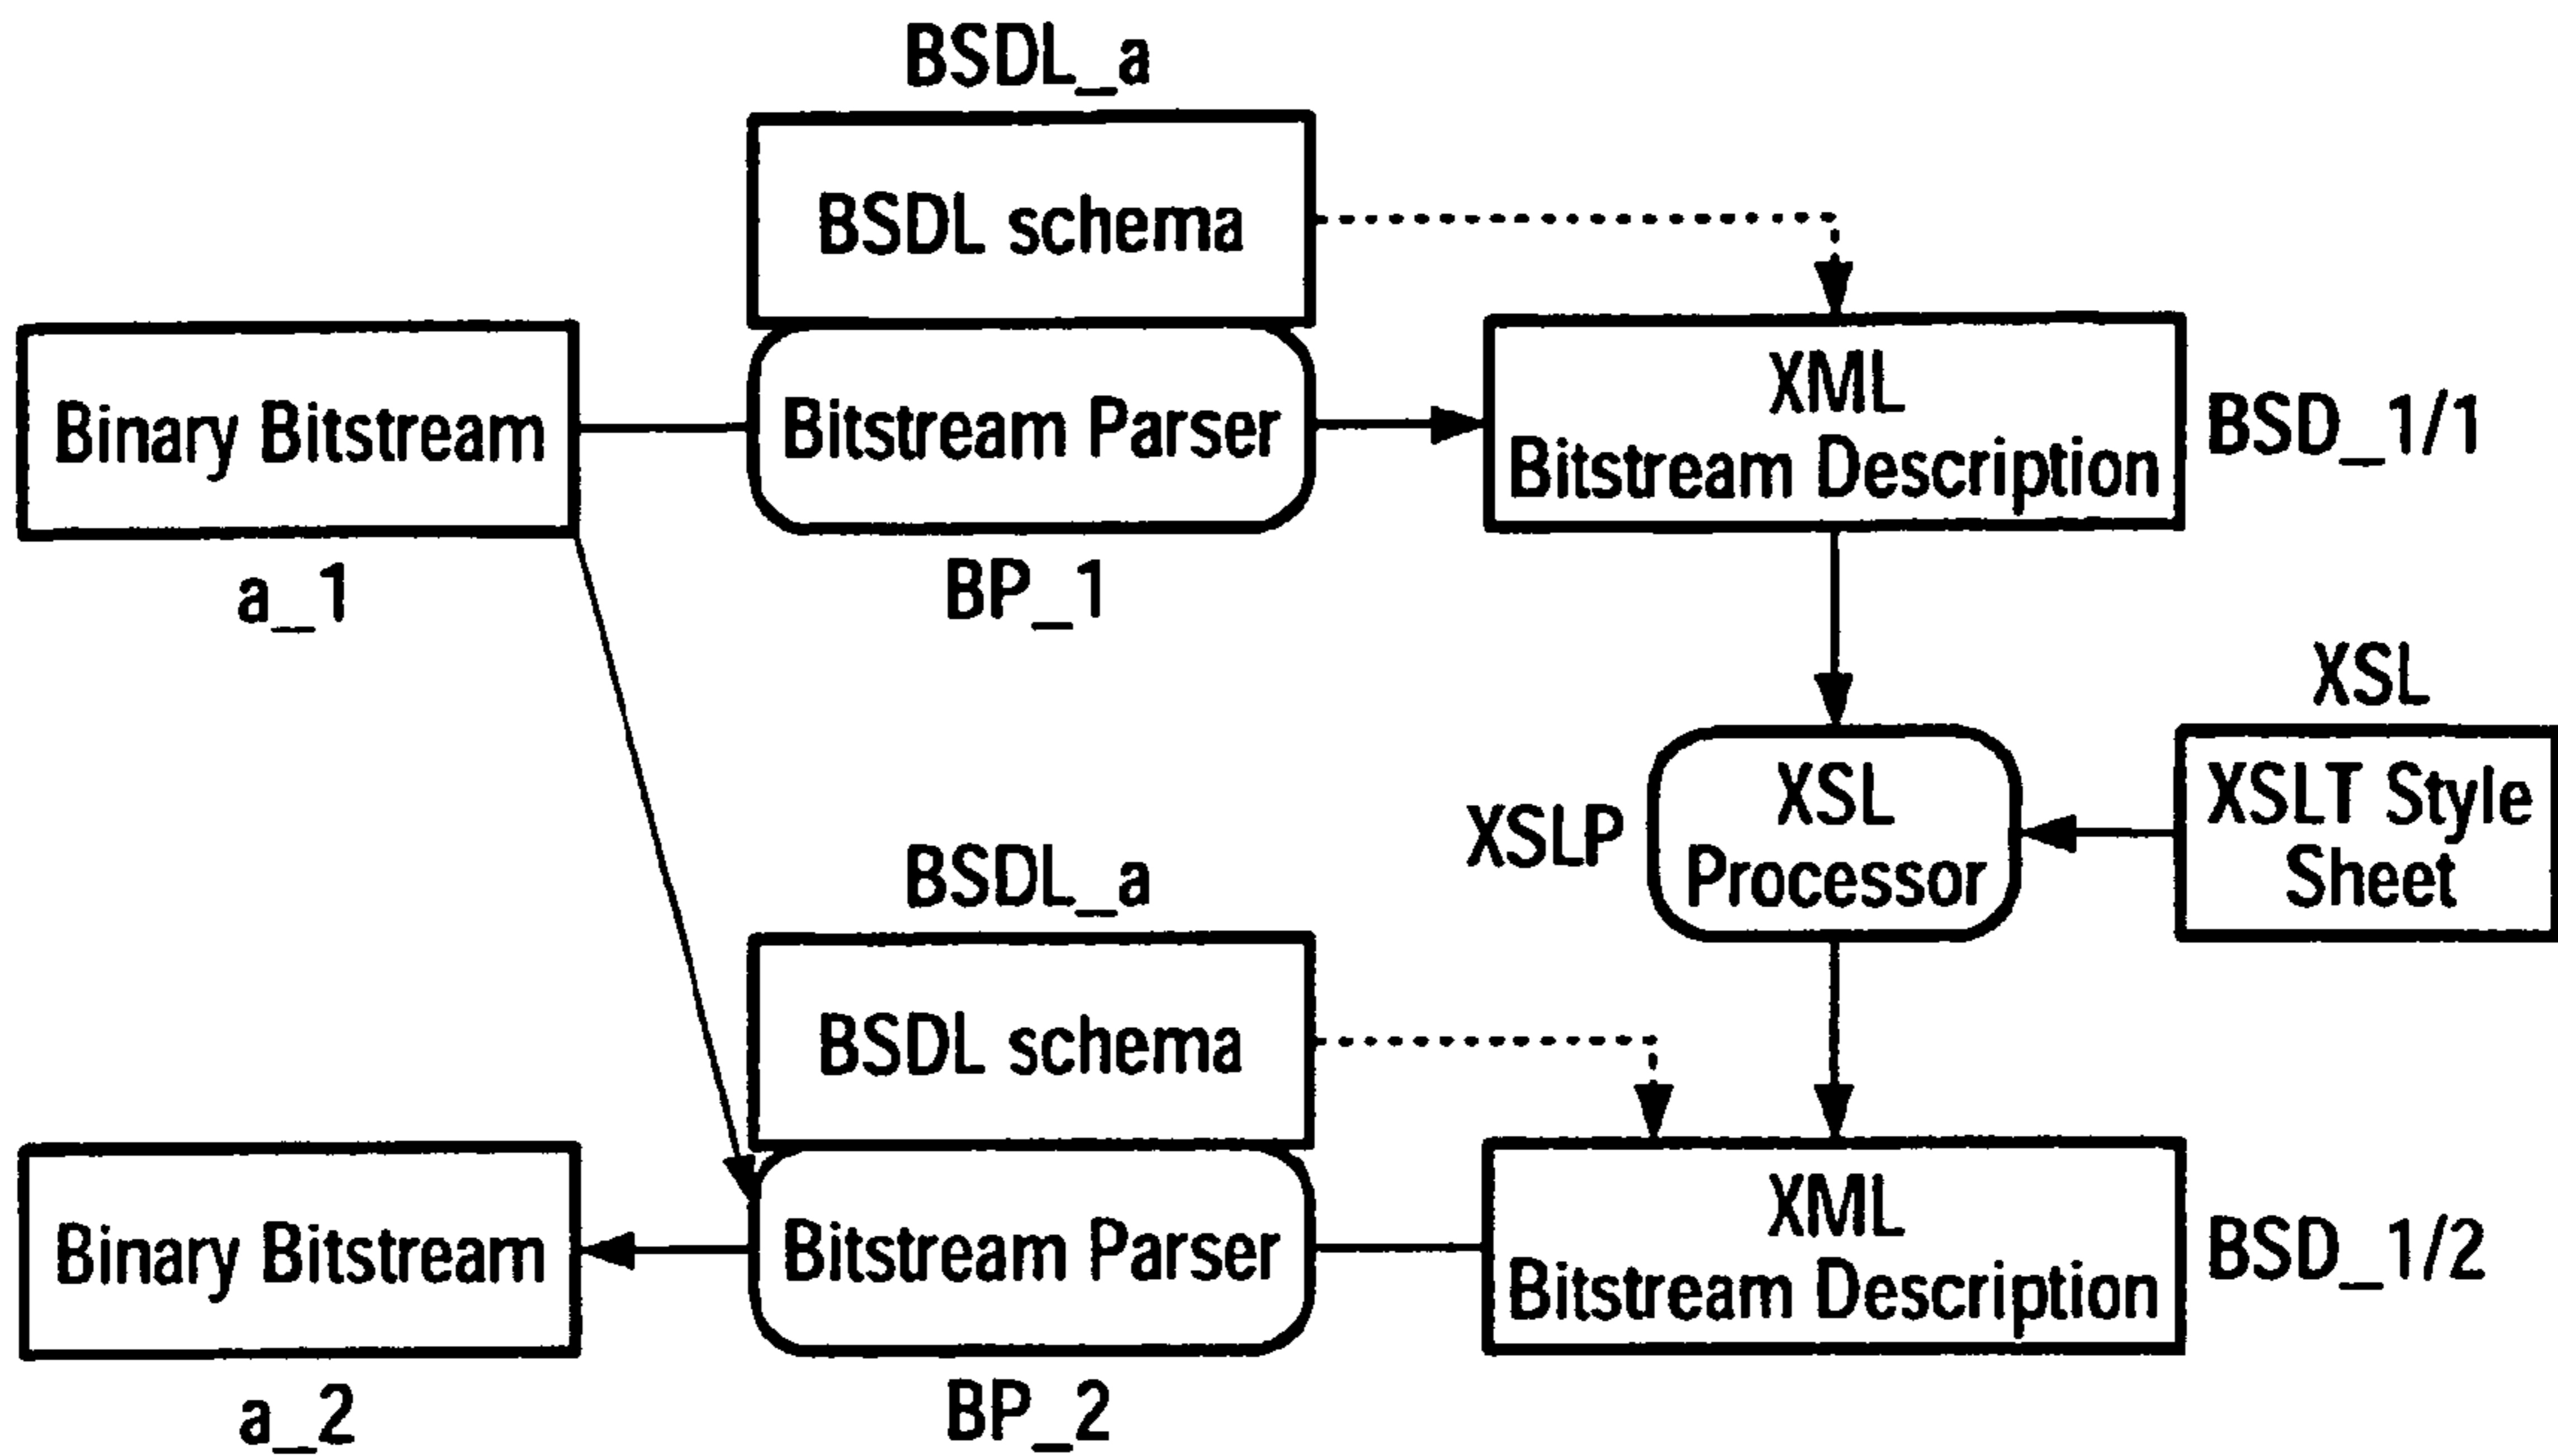 BSDL_a
BSDL schema
Binary Bitstream
a_1
Bitstream Parser
BP_1
XML
Bitstream Description
BSD_1/1
XSL
XSLP
XSL
Processor
XSLT Style
Sheet
BSDL_a
BSDL schema
Binary Bitstream
a_2
Bitstream Parser
BP_2
XML
Bitstream Description
BSD_1/2